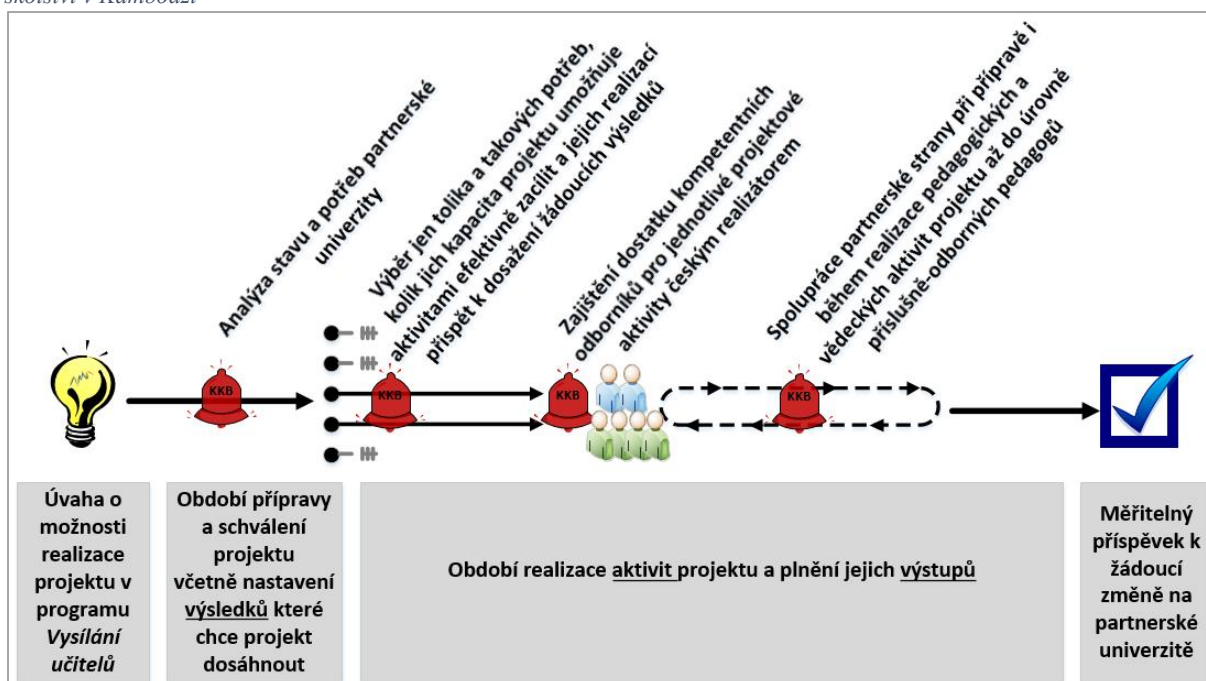 školství v Kambodži
Analýza stavu a potřeb partnerské
univerzity
Výběr jen tolika a takových potřeb,
kolik jich kapacita projektu umožňuje
aktivitami efektivně zacílit a jejich realizací
přispět k dosažení žádoucích výsledků
Zajištění dostatku kompetentních
odborníků pro jednotlivé projektové
aktivity českým realizátorem
Spolupráce partnerské strany při přípravě i
během realizace pedagogických a
vědeckých aktivit projektu až do úrovně
příslušně-odborných pedagogů
KKB
KKB
KKB
KKB
Úvaha o
možnosti
realizace
projektu v
programu
Vysílání
učitelů
Období přípravy
a schválení
projektu
včetně nastavení
výsledků které
chce projekt
dosáhnout
Období realizace aktivit projektu a plnění jejich výstupů
Měřitelný
příspěvek k
žádoucí
změně na
partnerské
univerzitě